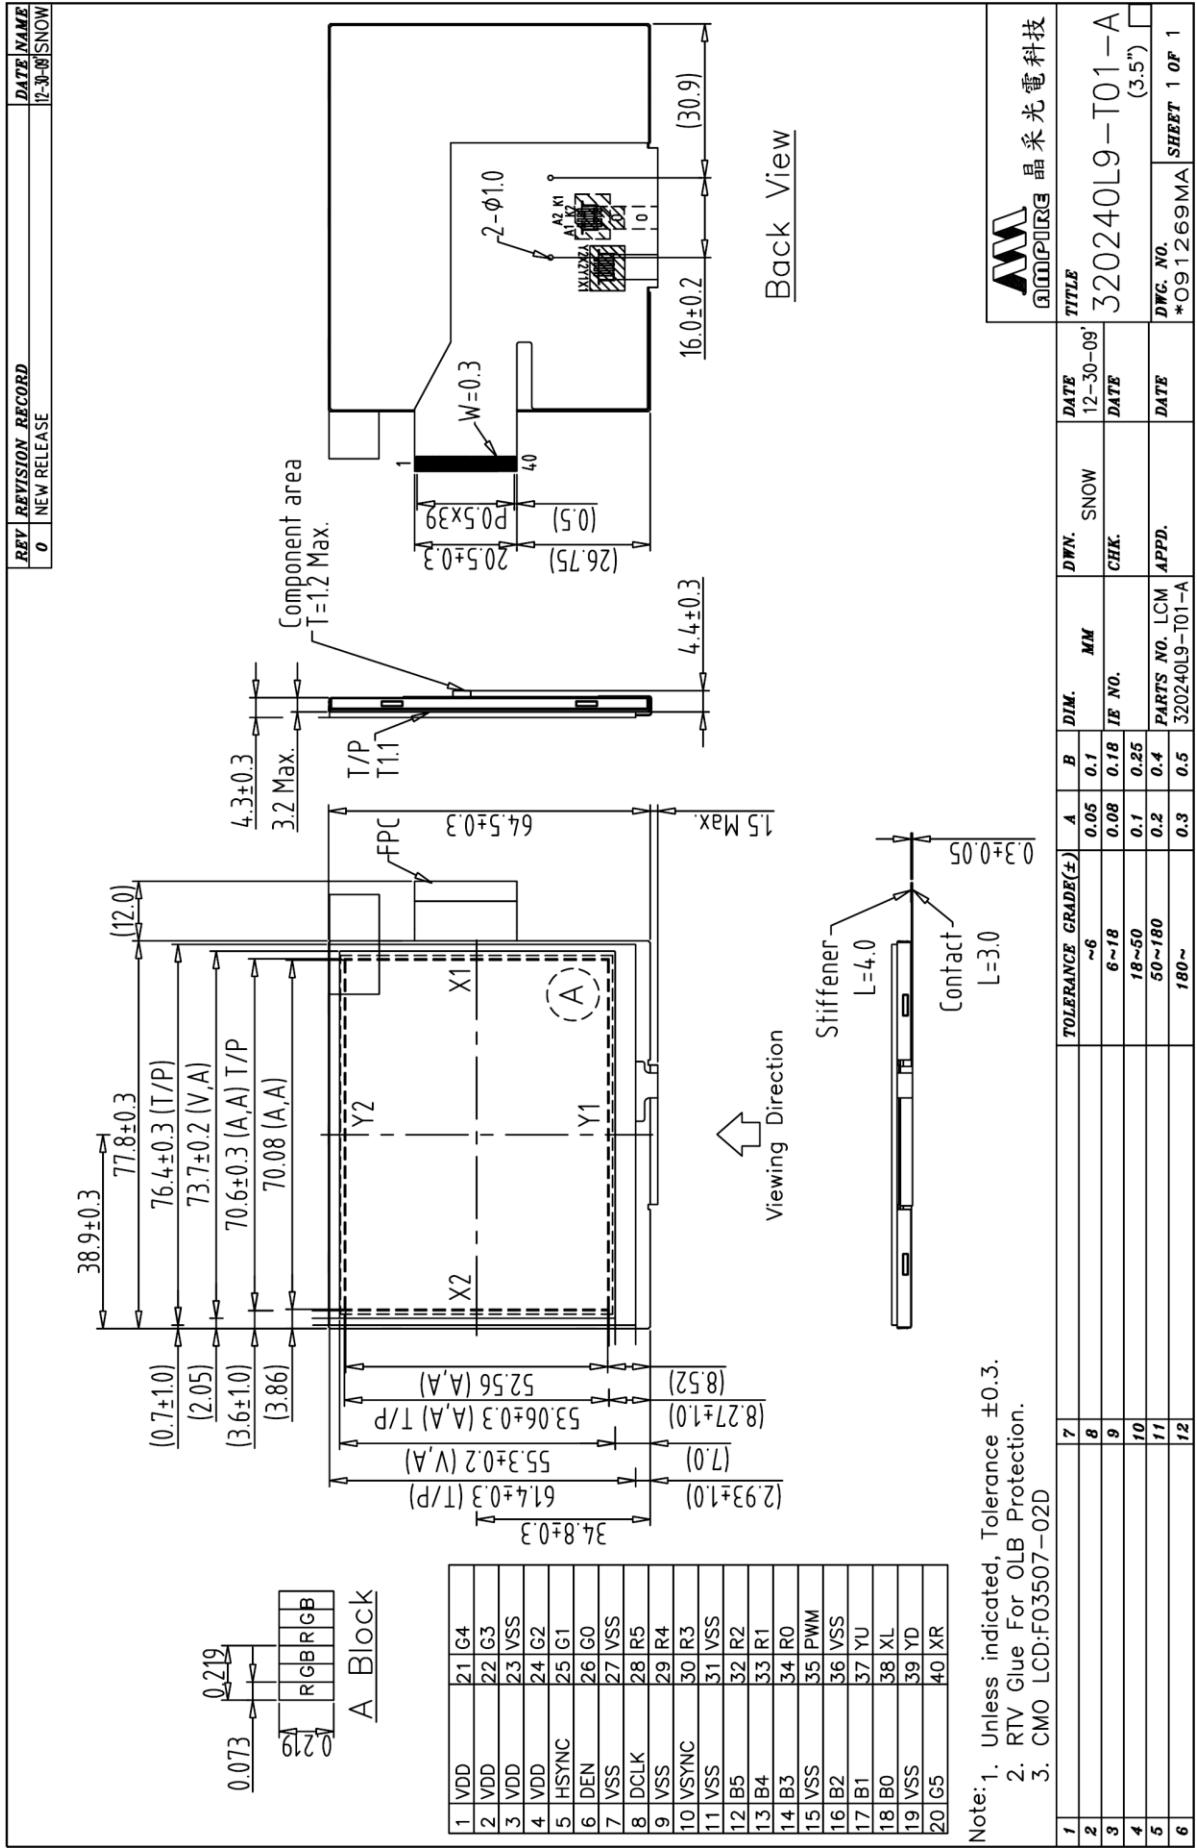 REV REVISION RECORD DATE NAME
0 NEW RELEASE 12-30-09' SNOW
0.073
0.219
0.219
R G B R G B
A Block
38.9±0.3
77.8±0.3
(12.0)
(0.7±1.0)
76.4±0.3 (T/P)
(2.05)
73.7±0.2 (V,A)
(3.6±1.0)
70.6±0.3 (A,A) T/P
(3.86)
70.08 (A,A)
Y2
X2
X1
Y1
A
FPC
52.56 (A,A)
(8.52)
53.06±0.3 (A,A) T/P
(8.27±1.0)
55.3±0.2 (V,A)
(7.0)
61.4±0.3 (T/P)
(2.93±1.0)
34.8±0.3
64.5±0.3
1.5 Max.
Viewing Direction
4.3±0.3
3.2 Max.
T/P
T1.1
Component area
T=1.2 Max.
4.4±0.3
1
40
W=0.3
P0.5x39
20.5±0.3
(0.5)
(26.75)
2-Φ1.0
A2 K1
A1 K2
Y2X2Y1X1
16.0±0.2
(30.9)
Back View
Stiffener
L=4.0
Contact
L=3.0
0.3±0.05
1 VDD 21 G4
2 VDD 22 G3
3 VDD 23 VSS
4 VDD 24 G2
5 HSYNC 25 G1
6 DEN 26 G0
7 VSS 27 VSS
8 DCLK 28 R5
9 VSS 29 R4
10 VSYNC 30 R3
11 VSS 31 VSS
12 B5 32 R2
13 B4 33 R1
14 B3 34 R0
15 VSS 35 PWM
16 B2 36 VSS
17 B1 37 YU
18 B0 38 XL
19 VSS 39 YD
20 G5 40 XR
Note:
1. Unless indicated, Tolerance ±0.3.
2. RTV Glue For OLB Protection.
3. CMO LCD:F03507-02D
AMPIRE 晶采光電科技
1 7 TOLERANCE GRADE(±) A B DIM. DWN. DATE TITLE
2 8 ~6 0.05 0.1 MM SNOW 12-30-09' 320240L9-T01-A
3 9 6~18 0.08 0.18 IE NO. CHK. DATE (3.5")
4 10 18~50 0.1 0.25
5 11 50~180 0.2 0.4 PARTS NO. LCM APPD. DATE DWG. NO. SHEET 1 OF 1
6 12 180~ 0.3 0.5 320240L9-T01-A *091269MA